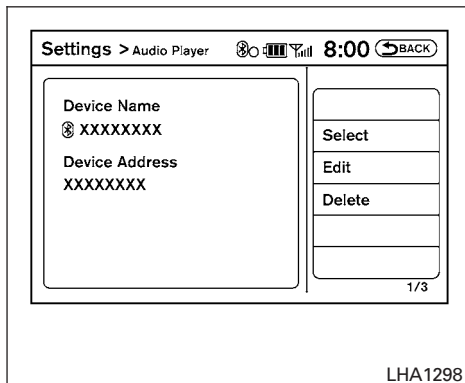 Settings > Audio Player 8:00 BACK
Device Name
XXXXXXXX
Device Address
XXXXXXXX
Select
Edit
Delete
1/3
LHA1298